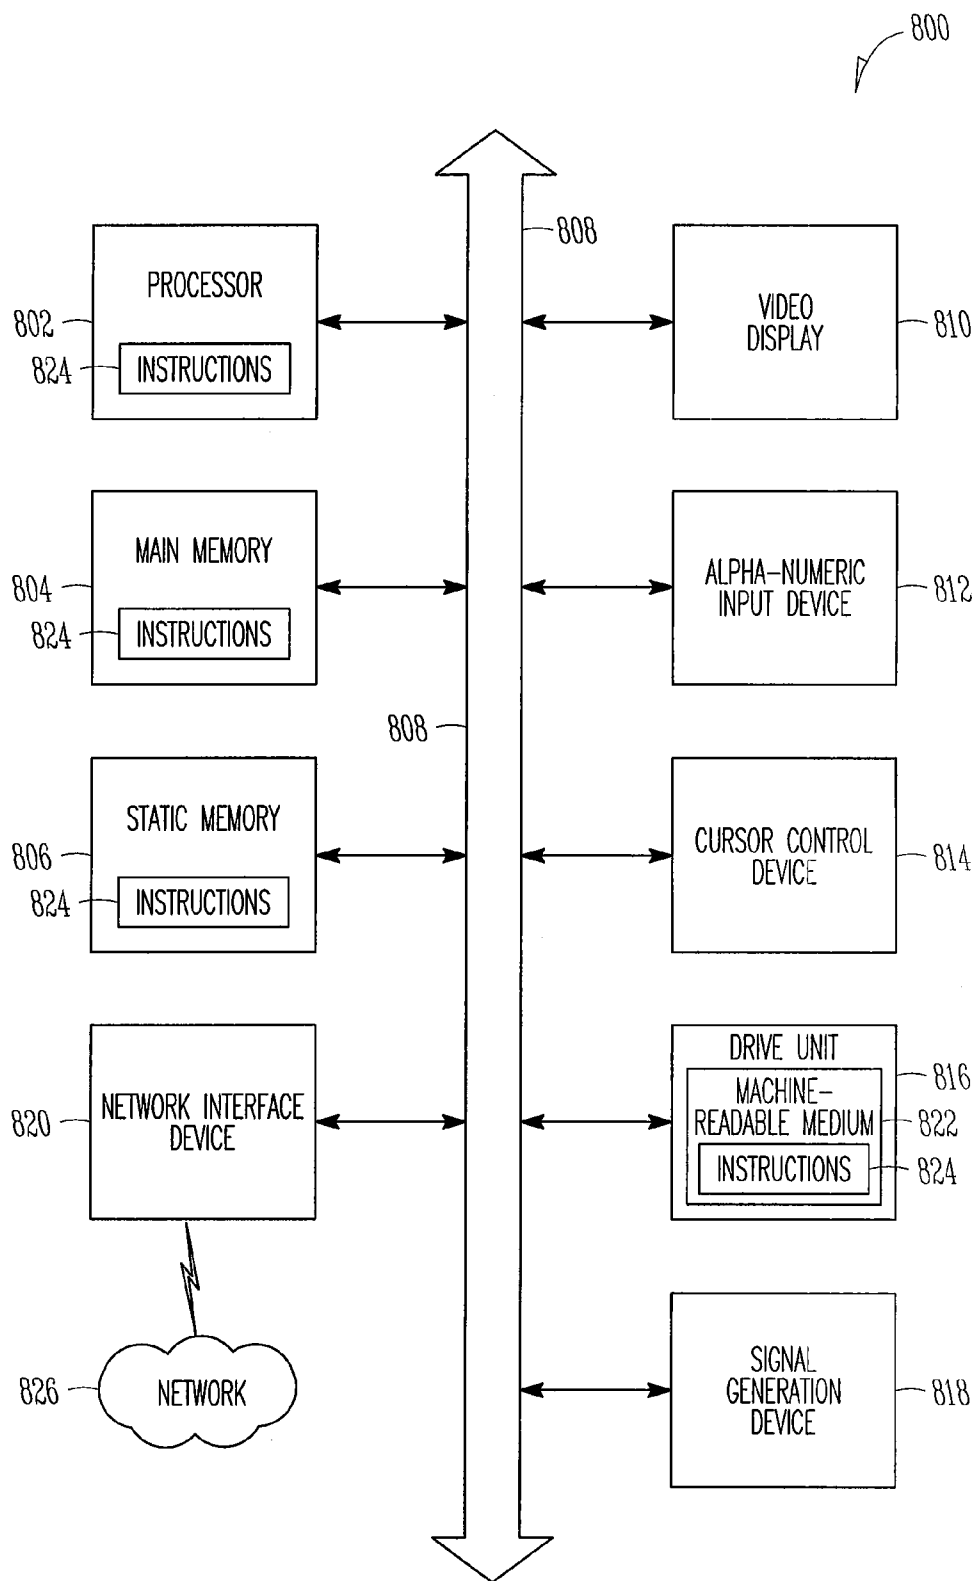 800
808
PROCESSOR
802
824
INSTRUCTIONS
VIDEO
DISPLAY
810
MAIN MEMORY
804
824
INSTRUCTIONS
ALPHA-NUMERIC
INPUT DEVICE
812
808
STATIC MEMORY
806
824
INSTRUCTIONS
CURSOR CONTROL
DEVICE
814
NETWORK INTERFACE
DEVICE
820
DRIVE UNIT
816
MACHINE-
READABLE MEDIUM
822
INSTRUCTIONS
824
826
NETWORK
SIGNAL
GENERATION
DEVICE
818